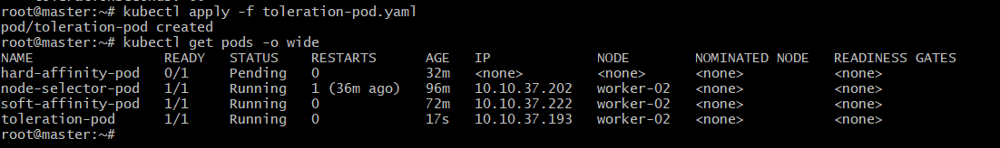 root@master:~# kubectl apply -f toleration-pod.yaml
pod/toleration-pod created
root@master:~# kubectl get pods -o wide
NAME READY STATUS RESTARTS AGE IP NODE NOMINATED NODE READINESS GATES
hard-affinity-pod 0/1 Pending 0 32m <none> <none> <none> <none>
node-selector-pod 1/1 Running 1 (36m ago) 96m 10.10.37.202 worker-02 <none> <none>
soft-affinity-pod 1/1 Running 0 72m 10.10.37.222 worker-02 <none> <none>
toleration-pod 1/1 Running 0 17s 10.10.37.193 worker-02 <none> <none>
root@master:~#